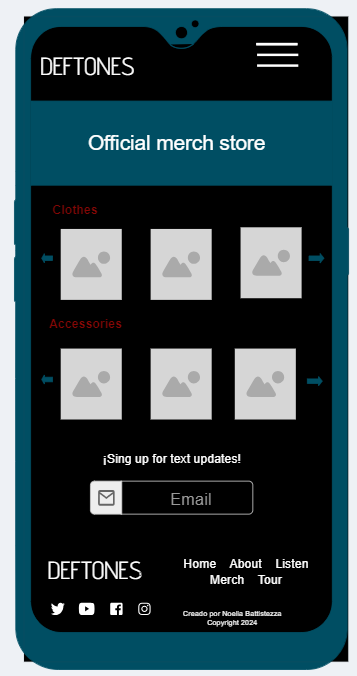 DEFTONES
Official merch store
Clothes
Accessories
¡Sing up for text updates!
Email
DEFTONES
Home About Listen
Merch Tour
Creado por Noelia Battistezza
Copyright 2024